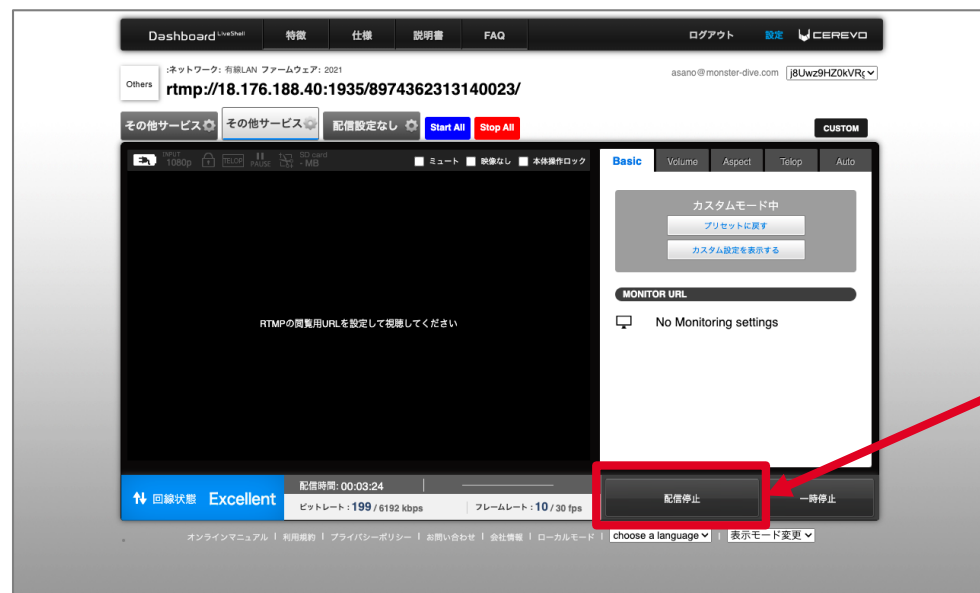 Dashboard LiveShell 特徴 仕様 説明書 FAQ ログアウト 設定 CEREVO
:ネットワーク: 有線LAN ファームウェア: 2021
asano@monster-dive.com j8Uwz9HZ0kVRç
Others rtmp://18.176.188.40:1935/8974362313140023/
その他サービス その他サービス 配信設定なし Start All Stop All CUSTOM
INPUT 1080p TELOP PAUSE SD card - MB ミュート 映像なし 本体操作ロック
Basic Volume Aspect Telop Auto
カスタムモード中
プリセットに戻す
カスタム設定を表示する
MONITOR URL
No Monitoring settings
RTMPの閲覧用URLを設定して視聴してください
回線状態 Excellent
配信時間: 00:03:24
ビットレート : 199 / 6192 kbps フレームレート : 10 / 30 fps
配信停止 一時停止
オンラインマニュアル | 利用規約 | プライバシーポリシー | お問い合わせ | 会社情報 | ローカルモード | choose a language | 表示モード変更